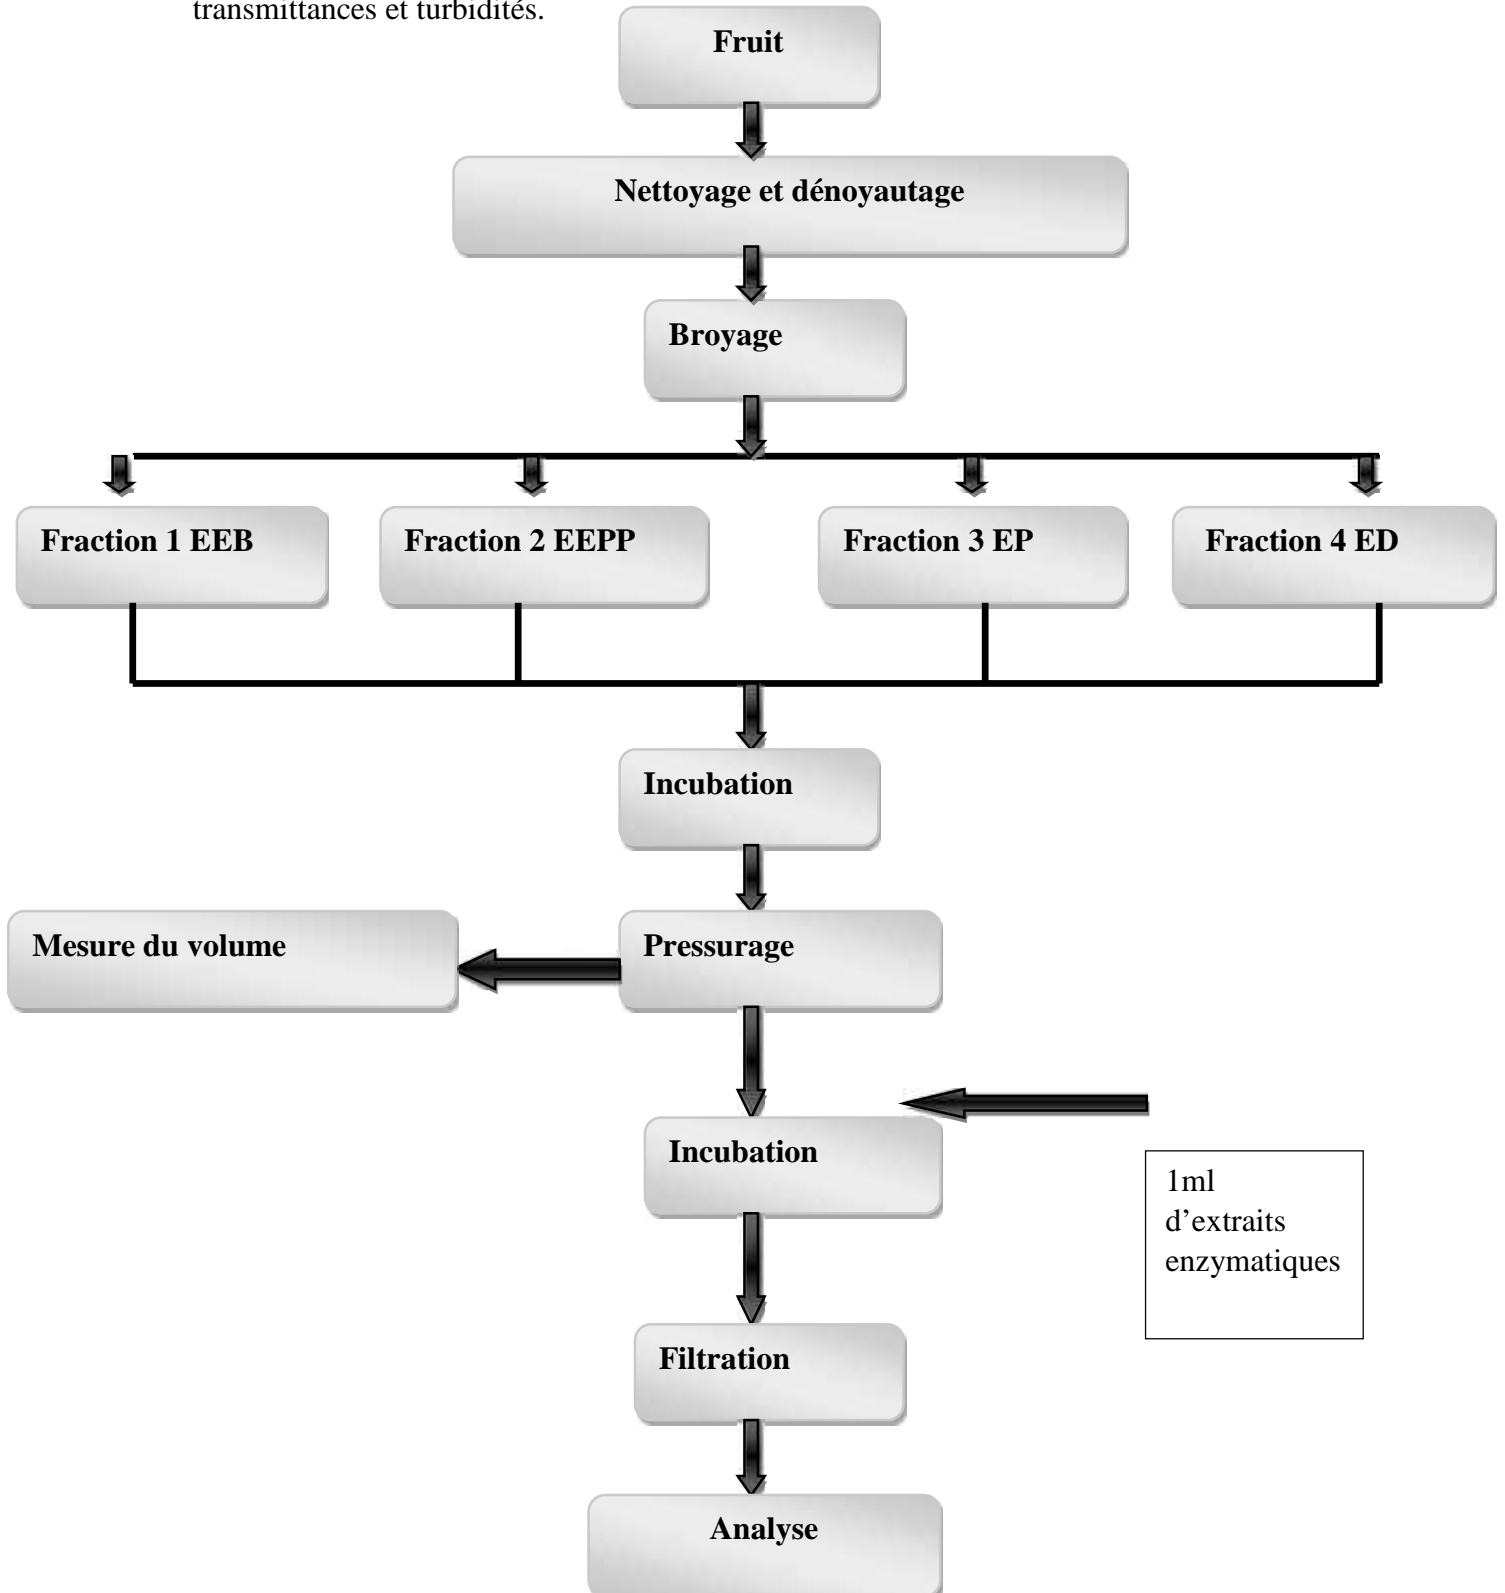 transmittances et turbidités.
Fruit
Nettoyage et dénoyautage
Broyage
Fraction 1 EEB
Fraction 2 EEPP
Fraction 3 EP
Fraction 4 ED
Incubation
Mesure du volume
Pressurage
Incubation
1ml
d’extraits
enzymatiques
Filtration
Analyse